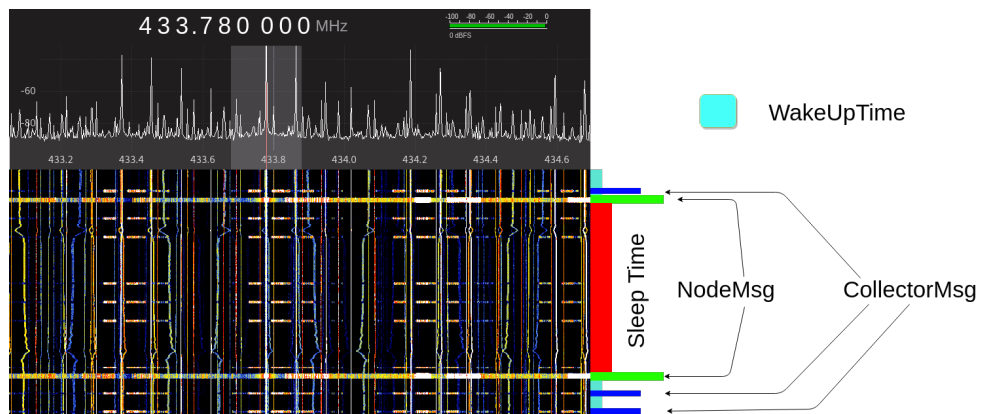 433.780 000 MHz
-100 -80 -60 -40 -20 0
0 dBFS
-60
-80
433.2 433.4 433.6 433.8 434.0 434.2 434.4 434.6
WakeUpTime
Sleep Time
NodeMsg
CollectorMsg